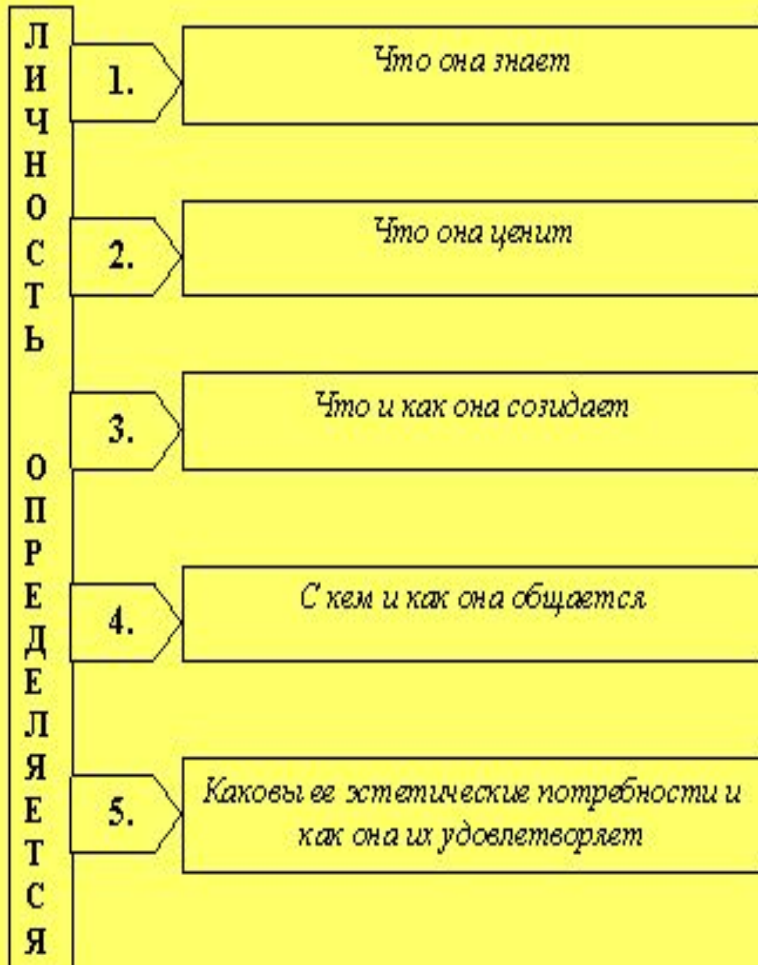 ЛИЧНОСТЬ ОПРЕДЕЛЯЕТСЯ
1.
Что она знает
2.
Что она ценит
3.
Что и как она созидает
4.
С кем и как она общается
5.
Каковы ее эстетические потребности и
как она их удовлетворяет